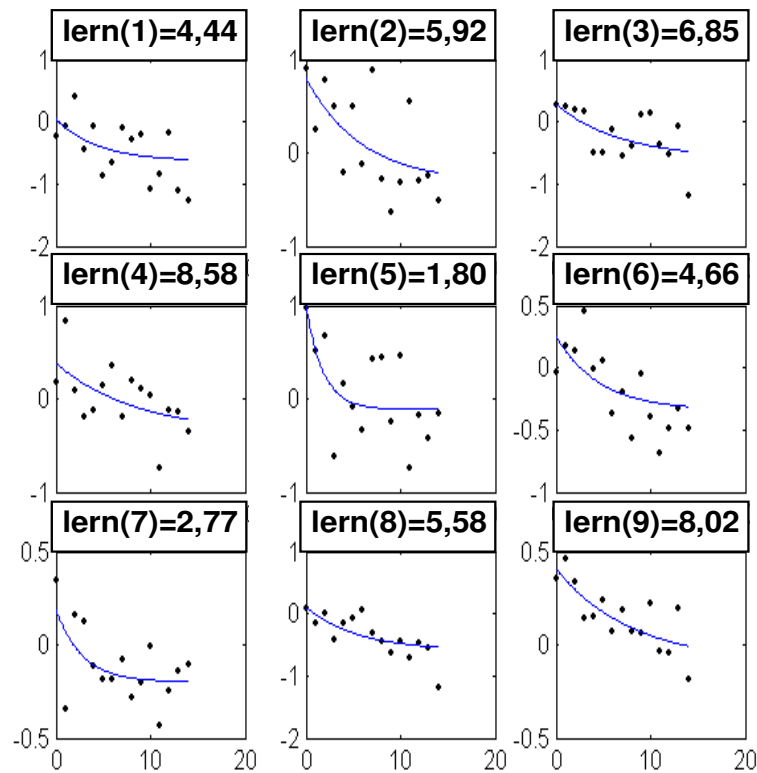 lern(1)=4,44 lern(2)=5,92 lern(3)=6,85
1 1 1
0 0 0
-1 -1
-2 -1 -2
lern(4)=8,58 lern(5)=1,80 lern(6)=4,66
1 1 0.5
0 0 0
-0.5
-1 -1 -1
lern(7)=2,77 lern(8)=5,58 lern(9)=8,02
0.5 1 0.5
0 0 0
-1
-0.5 -2 -0.5
0 10 20 0 10 20 0 10 20